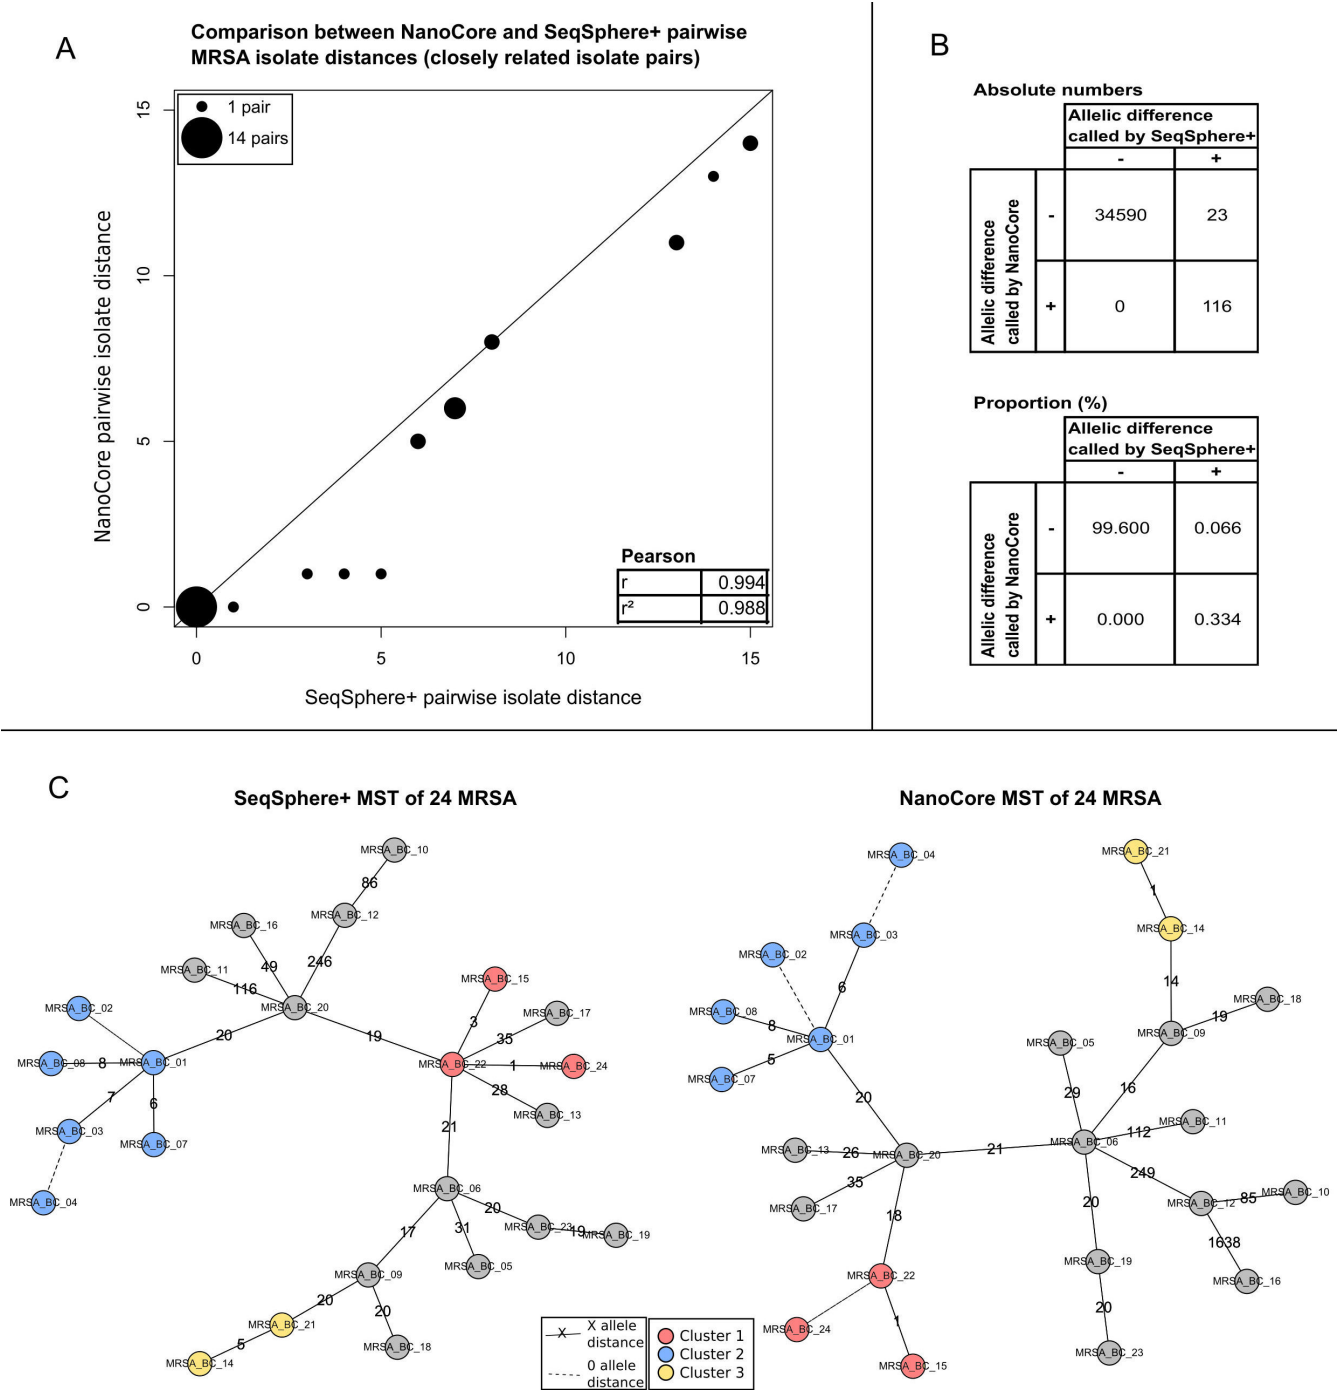 A
Comparison between NanoCore and SeqSphere+ pairwise
MRSA isolate distances (closely related isolate pairs)
1 pair
14 pairs
15
10
5
0
NanoCore pairwise isolate distance
Pearson
r 0.994
r² 0.988
0 5 10 15
SeqSphere+ pairwise isolate distance
B
Absolute numbers
Allelic difference
called by SeqSphere+
- +
Allelic difference
called by NanoCore
- 34590 23
+ 0 116
Proportion (%)
Allelic difference
called by SeqSphere+
- +
Allelic difference
called by NanoCore
- 99.600 0.066
+ 0.000 0.334
C
SeqSphere+ MST of 24 MRSA
MRSA_BC_10
86
MRSA_BC_12
MRSA_BC_16
246
49
MRSA_BC_11
116
MRSA_BC_20
MRSA_BC_15
3
MRSA_BC_17
35
MRSA_BC_02
20
19
MRSA_BC_08
8
MRSA_BC_01
MRSA_BC_22
1
MRSA_BC_24
28
MRSA_BC_13
7
6
21
MRSA_BC_03
MRSA_BC_07
MRSA_BC_04
MRSA_BC_06
20
MRSA_BC_23
19
MRSA_BC_19
17
31
MRSA_BC_05
MRSA_BC_09
20
20
MRSA_BC_21
MRSA_BC_18
5
MRSA_BC_14
NanoCore MST of 24 MRSA
MRSA_BC_04
MRSA_BC_21
1
MRSA_BC_03
MRSA_BC_14
MRSA_BC_02
6
14
MRSA_BC_08
8
MRSA_BC_01
MRSA_BC_18
19
MRSA_BC_09
MRSA_BC_05
5
MRSA_BC_07
20
29
16
MRSA_BC_11
112
MRSA_BC_06
MRSA_BC_13
26
MRSA_BC_20
21
35
MRSA_BC_17
249
MRSA_BC_10
85
MRSA_BC_12
18
20
1638
MRSA_BC_22
MRSA_BC_19
MRSA_BC_16
MRSA_BC_24
1
20
MRSA_BC_15
MRSA_BC_23
X
X allele
distance
0 allele
distance
Cluster 1
Cluster 2
Cluster 3